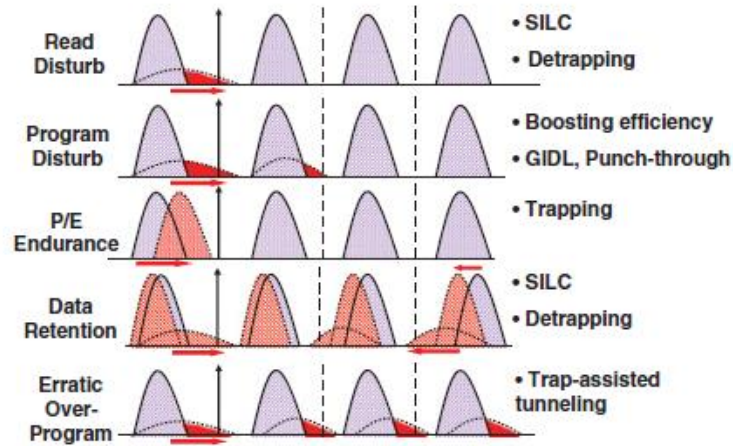 Read
Disturb
• SILC
• Detrapping
Program
Disturb
• Boosting efficiency
• GIDL, Punch-through
P/E
Endurance
• Trapping
Data
Retention
• SILC
• Detrapping
Erratic
Over-
Program
• Trap-assisted
tunneling